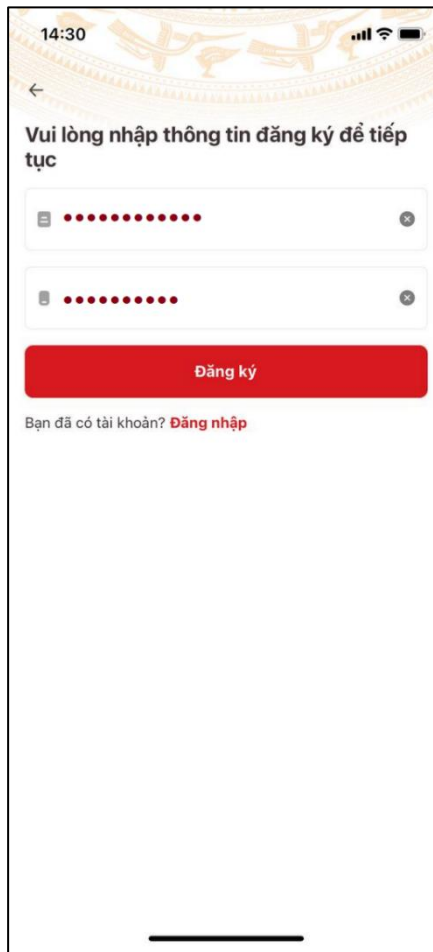 14:30
Vui lòng nhập thông tin đăng ký để tiếp
tục
●●●●●●●●●●●●
●●●●●●●●●●
Đăng ký
Bạn đã có tài khoản? Đăng nhập